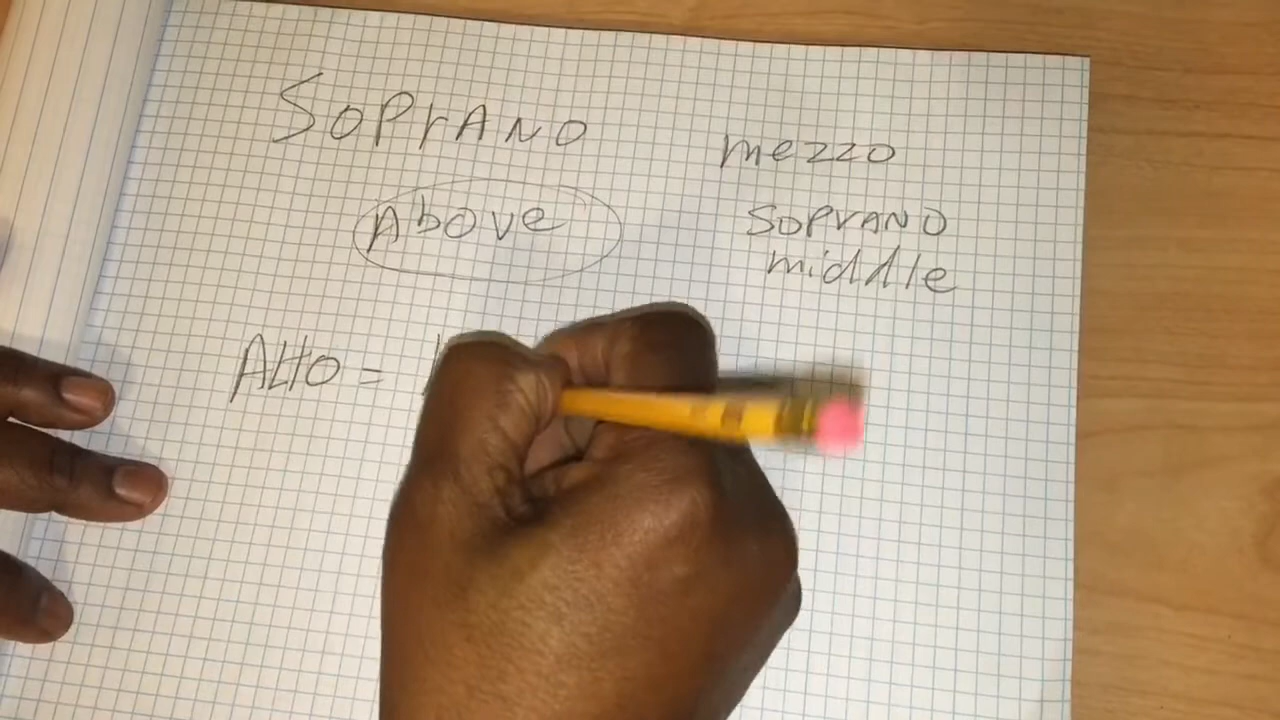 SOPrANO
Above
mezzo
SOPrANO
middle
AltO =